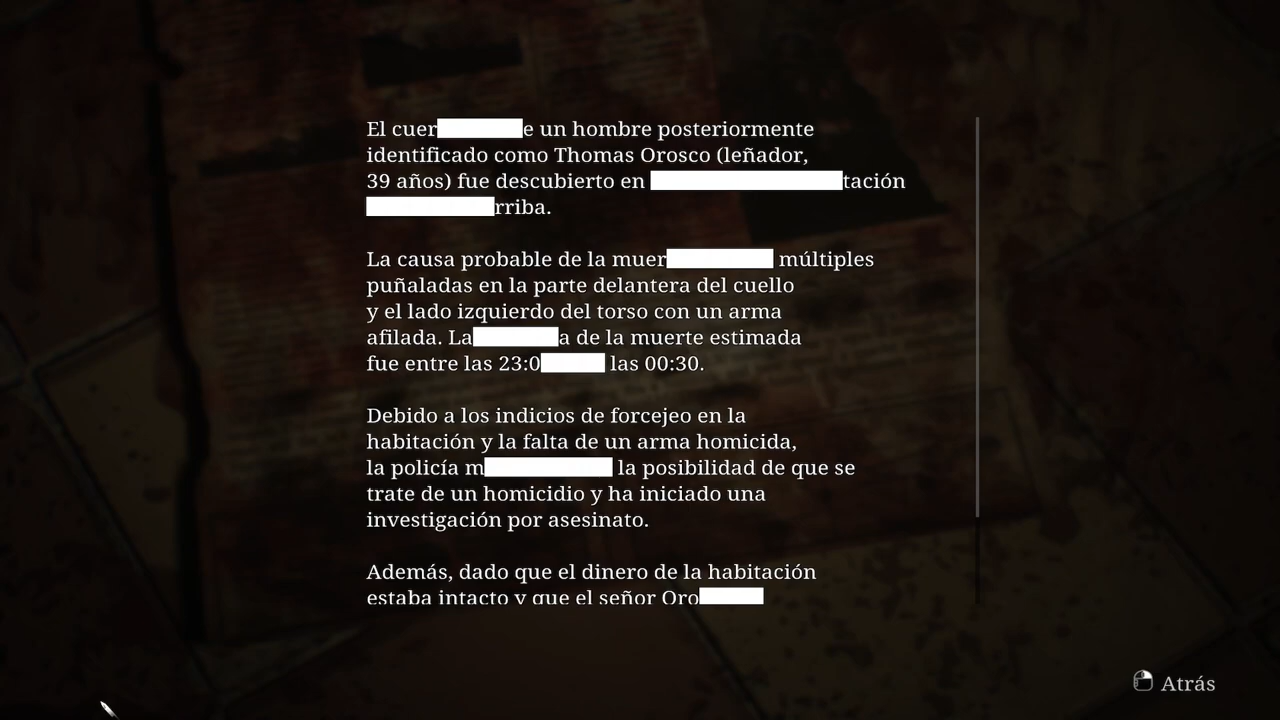 El cuer e un hombre posteriormente
identificado como Thomas Orosco (leñador,
39 años) fue descubierto en tación
rriba.
La causa probable de la muer múltiples
puñaladas en la parte delantera del cuello
y el lado izquierdo del torso con un arma
afilada. La a de la muerte estimada
fue entre las 23:0 las 00:30.
Debido a los indicios de forcejeo en la
habitación y la falta de un arma homicida,
la policía m la posibilidad de que se
trate de un homicidio y ha iniciado una
investigación por asesinato.
Además, dado que el dinero de la habitación
estaba intacto y que el señor Oro
Atrás